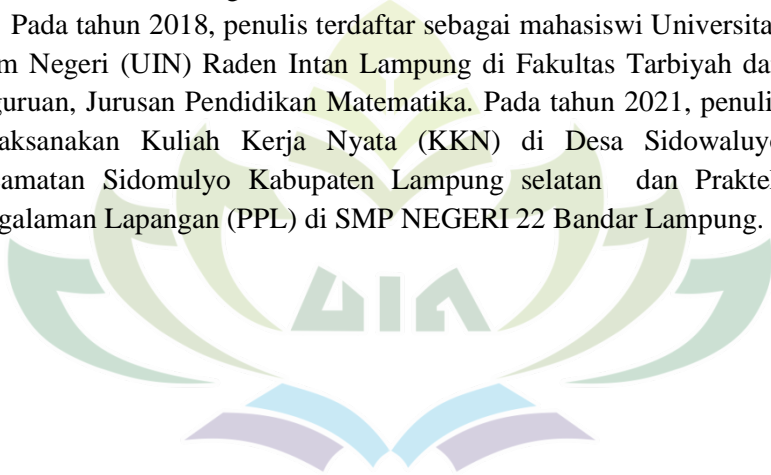 Pada tahun 2018, penulis terdaftar sebagai mahasiswi Universita
m Negeri (UIN) Raden Intan Lampung di Fakultas Tarbiyah da
guruan, Jurusan Pendidikan Matematika. Pada tahun 2021, penuli
aksanakan Kuliah Kerja Nyata (KKN) di Desa Sidowaluyo
amatan Sidomulyo Kabupaten Lampung selatan dan Praktek
galaman Lapangan (PPL) di SMP NEGERI 22 Bandar Lampung.
UIN